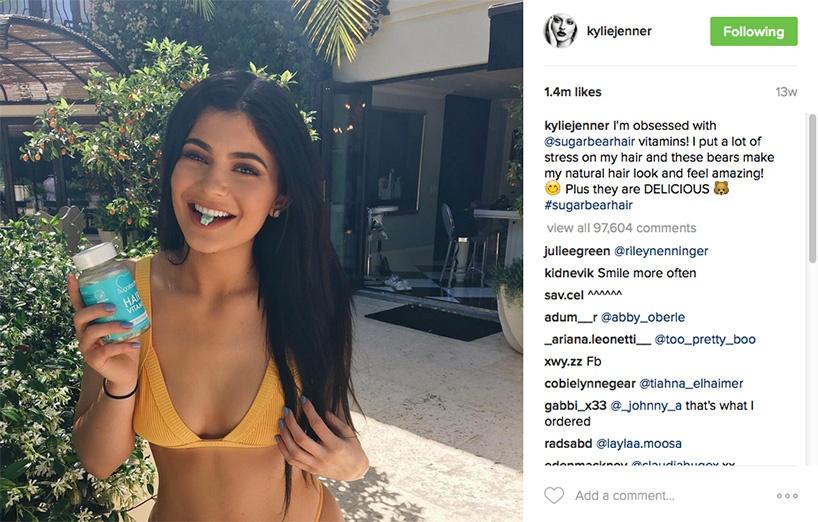 HAIR
kyliejenner
Following
1.4m likes
13w
kyliejenner I'm obsessed with
@sugarbearhair vitamins! I put a lot of
stress on my hair and these bears make
my natural hair look and feel amazing!
😋 Plus they are DELICIOUS 🐻
#sugarbearhair
view all 97,604 comments
julieegreen @rileynenninger
kidnevik Smile more often
sav.cel ^^^^^^
adum__r @abby_oberle
_ariana.leonetti__ @too_pretty_boo
xwy.zz Fb
cobielynnegear @tiahna_elhaimer
gabbi_x33 @_johnny_a that's what I
ordered
radsabd @laylaa.moosa
Add a comment...